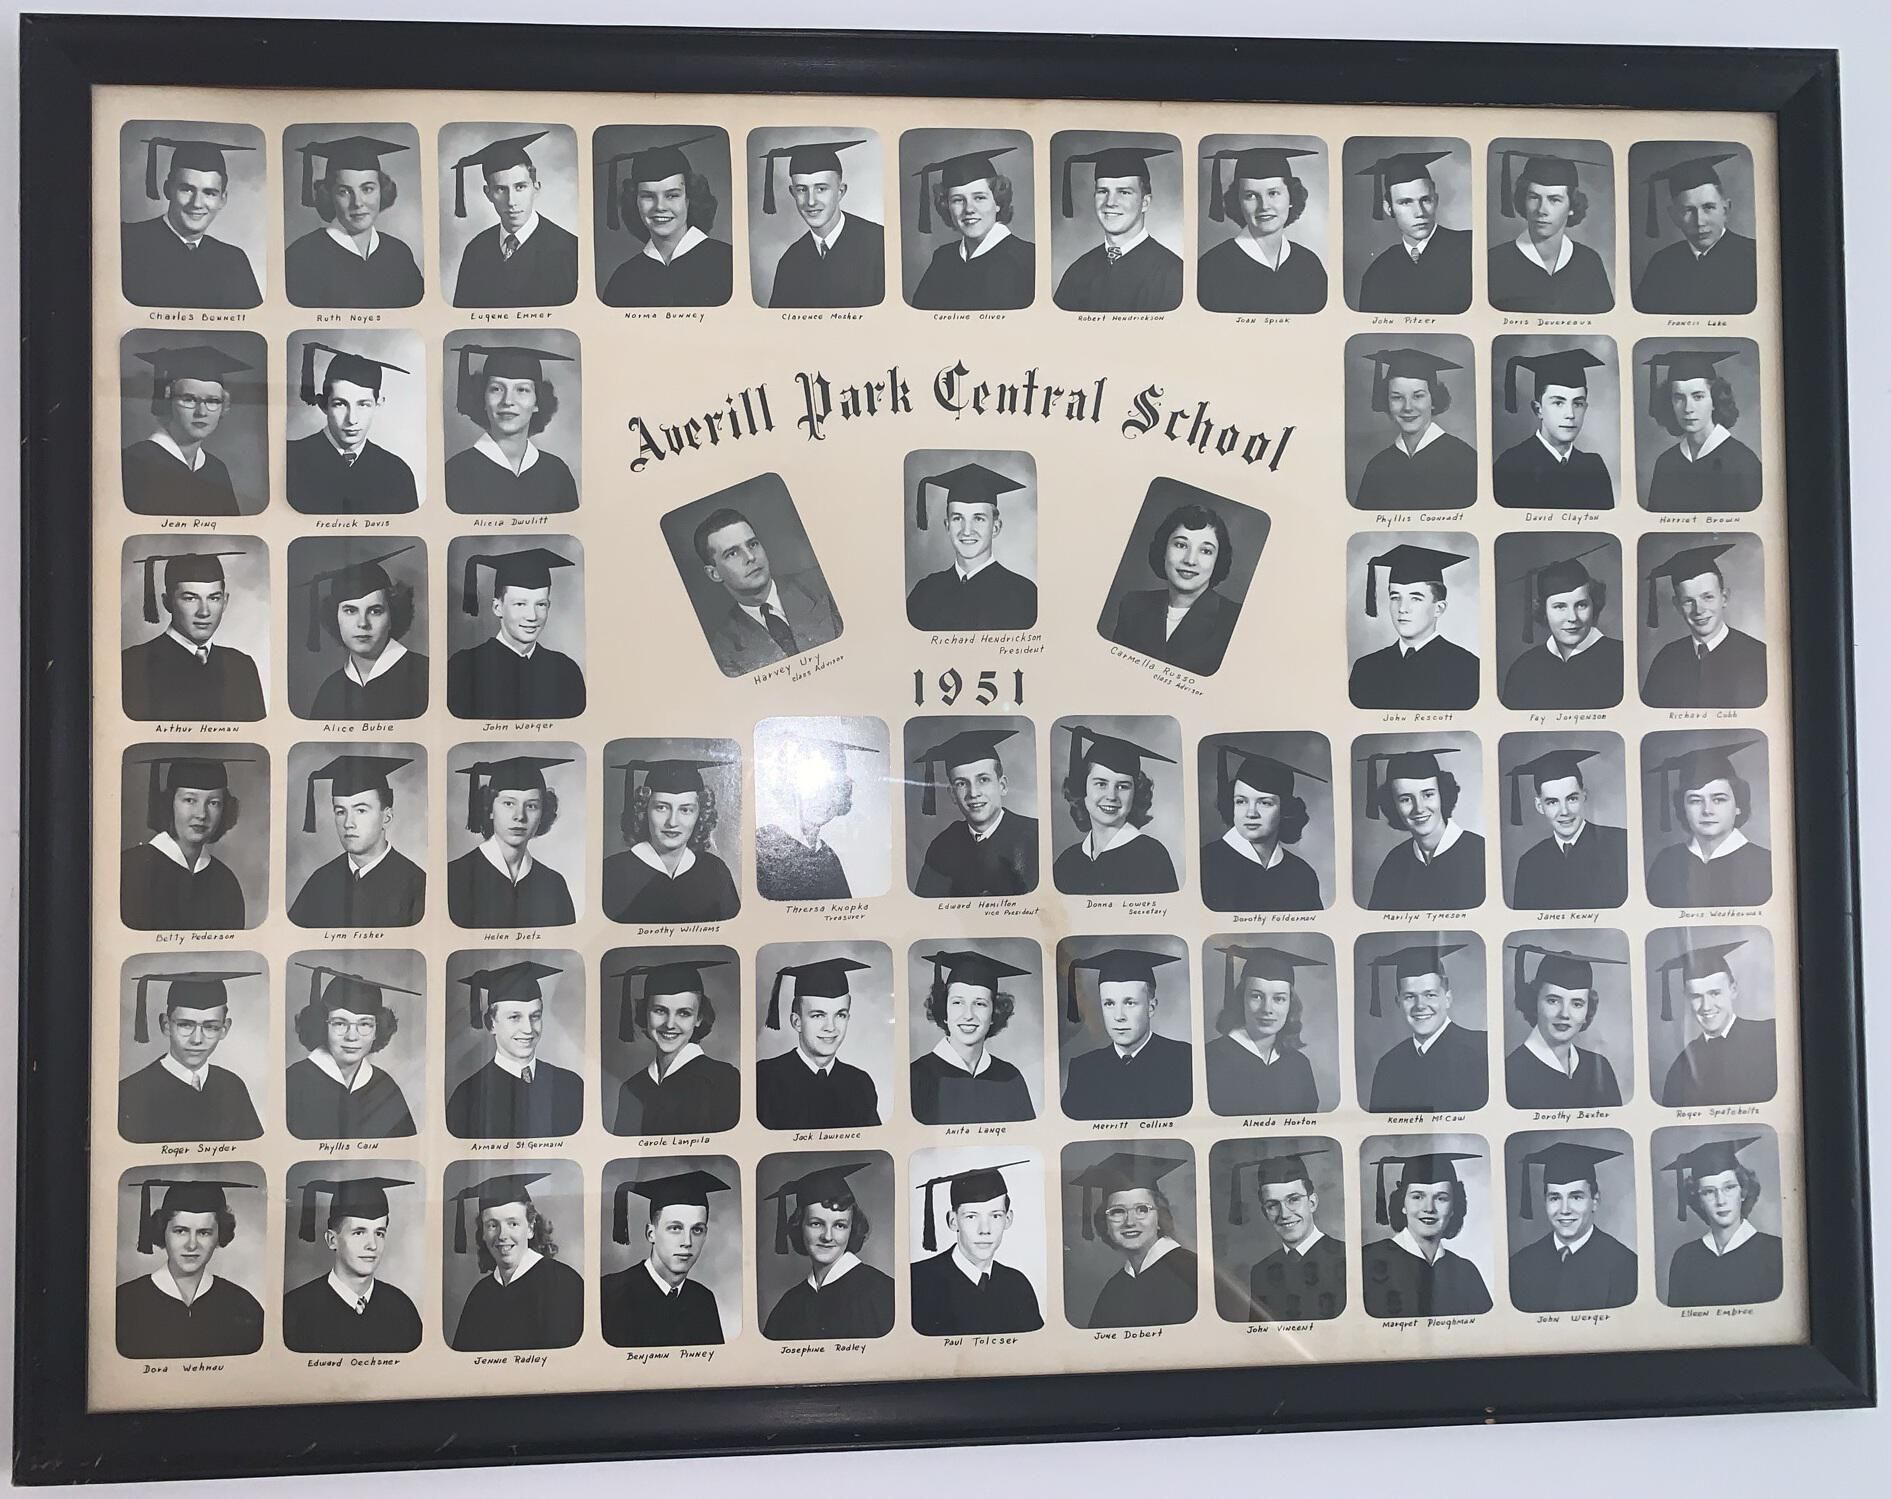 Charles Bennett
Ruth Noyes
Eugene Emmer
Norma Bunney
Clarence Mosher
Caroline Oliver
Robert Hendrickson
Joan Spiak
John Pitzer
Doris Devereaux
Francis Lake
Averill Park Central School
Jean Ring
Fredrick Davis
Alicia Dwulitt
Phyllis Coonradt
David Clayton
Harriet Brown
Harvey Ury
Class Advisor
Richard Hendrickson
President
Carmella Russo
Class Advisor
1951
Arthur Herman
Alice Bubie
John Warger
John Rescott
Fay Jorgenson
Richard Cobb
Betty Pederson
Lynn Fisher
Helen Dietz
Dorothy Williams
Thersa Knopka
Treasurer
Edward Hamilton
Vice President
Donna Lowers
Secretary
Dorothy Folderman
Marilyn Tymeson
James Kenny
Doris Weatherwax
Roger Snyder
Phyllis Cain
Armand St. Germain
Carole Lampila
Jack Lawrence
Anita Lange
Merritt Collins
Almeda Horton
Kenneth McCaw
Dorothy Baxter
Roger Spatcholts
Dora Wehnau
Edward Oechsner
Jennie Radley
Benjamin Pinney
Josephine Radley
Paul Tolcser
June Dobert
John Vincent
Margret Ploughman
John Werger
Eileen Embree